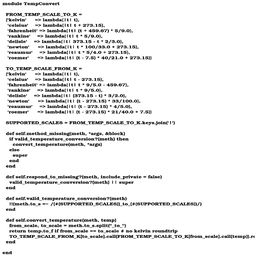 module TempConvert
FROM_TEMP_SCALE_TO_K =
{'kelvin' => lambda{|t| t},
'celsius' => lambda{|t| t + 273.15},
'fahrenheit' => lambda{|t| (t + 459.67) * 5/9.0},
'rankine' => lambda{|t| t * 5/9.0},
'delisle' => lambda{|t| 373.15 - t * 2/3.0},
'newton' => lambda{|t| t * 100/33.0 + 273.15},
'reaumur' => lambda{|t| t * 5/4.0 + 273.15},
'roemer' => lambda{|t| (t - 7.5) * 40/21.0 + 273.15}}
TO_TEMP_SCALE_FROM_K =
{'kelvin' => lambda{|t| t},
'celsius' => lambda{|t| t - 273.15},
'fahrenheit' => lambda{|t| t * 9/5.0 - 459.67},
'rankine' => lambda{|t| t * 9/5.0},
'delisle' => lambda{|t| (373.15 - t) * 3/2.0},
'newton' => lambda{|t| (t - 273.15) * 33/100.0},
'reaumur' => lambda{|t| (t - 273.15) * 4/5.0},
'roemer' => lambda{|t| (t - 273.15) * 21/40.0 + 7.5}}
SUPPORTED_SCALES = FROM_TEMP_SCALE_TO_K.keys.join('|')
def self.method_missing(meth, *args, &block)
if valid_temperature_conversion?(meth) then
convert_temperature(meth, *args)
else
super
end
end
def self.respond_to_missing?(meth, include_private = false)
valid_temperature_conversion?(meth) || super
end
def self.valid_temperature_conversion?(meth)
!!(meth.to_s =~ /(#{SUPPORTED_SCALES})_to_(#{SUPPORTED_SCALES})/)
end
def self.convert_temperature(meth, temp)
from_scale, to_scale = meth.to_s.split("_to_")
return temp.to_f if from_scale == to_scale # no kelvin roundtrip
TO_TEMP_SCALE_FROM_K[to_scale].call(FROM_TEMP_SCALE_TO_K[from_scale].call(temp)).ro
end
end